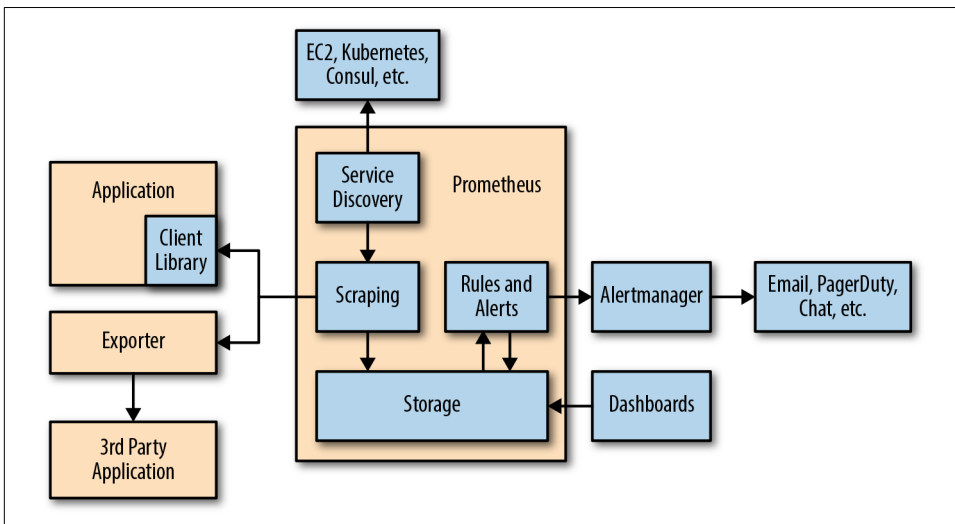 EC2, Kubernetes,
Consul, etc.
Service
Discovery
Prometheus
Application
Client
Library
Scraping
Rules and
Alerts
Alertmanager
Email, PagerDuty,
Chat, etc.
Exporter
Storage
Dashboards
3rd Party
Application